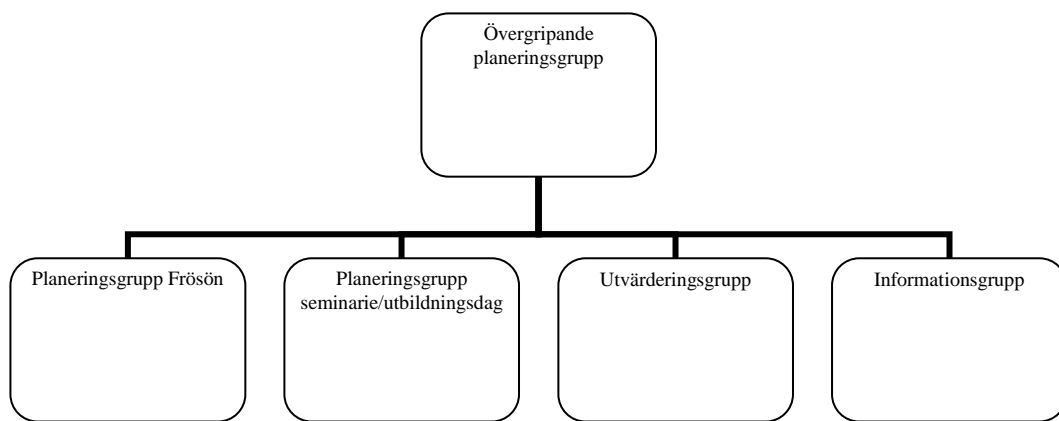 Övergripande
planeringsgrupp
Planeringsgrupp Frösön
Planeringsgrupp
seminarie/utbildningsdag
Utvärderingsgrupp
Informationsgrupp